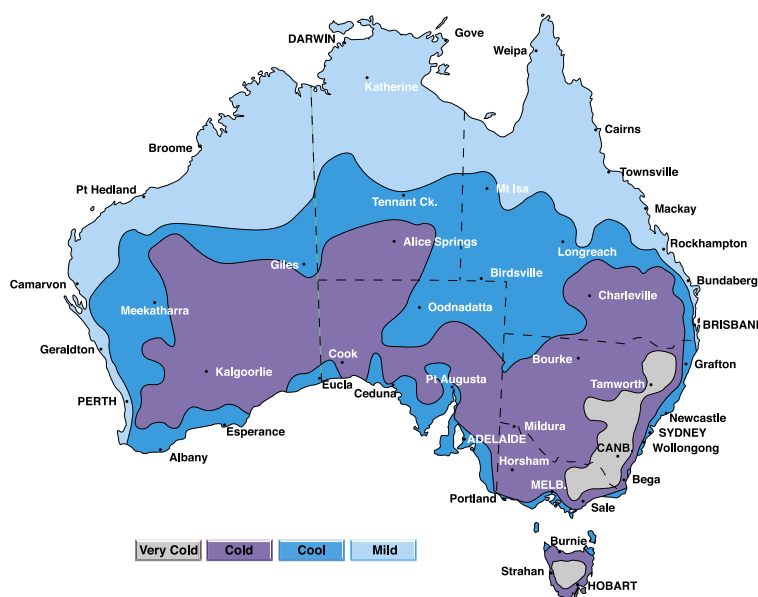 DARWIN
Gove
Weipa
Katherine
Cairns
Broome
Townsville
Pt Hedland
Mt Isa
Tennant Ck.
Mackay
Alice Springs
Rockhampton
Longreach
Giles
Birdsville
Camarvon
Bundaberg
Meekatharra
Charleville
Oodnadatta
BRISBAN
Geraldton
Cook
Bourke
Grafton
Kalgoorlie
Eucla
Pt Augusta
Tamworth
Ceduna
PERTH
Newcastle
Esperance
Mildura
SYDNEY
ADELAIDE
Wollongong
CANB.
Albany
Horsham
Bega
MELB.
Portland
Sale
Burnie
Very Cold
Cold
Cool
Mild
Strahan
HOBART